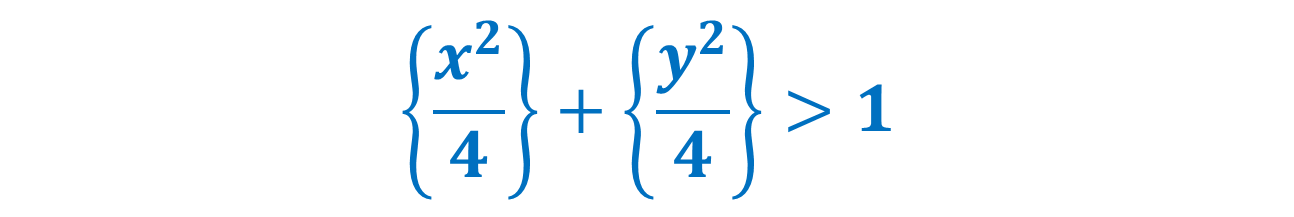 {x²/4} + {y²/4} > 1